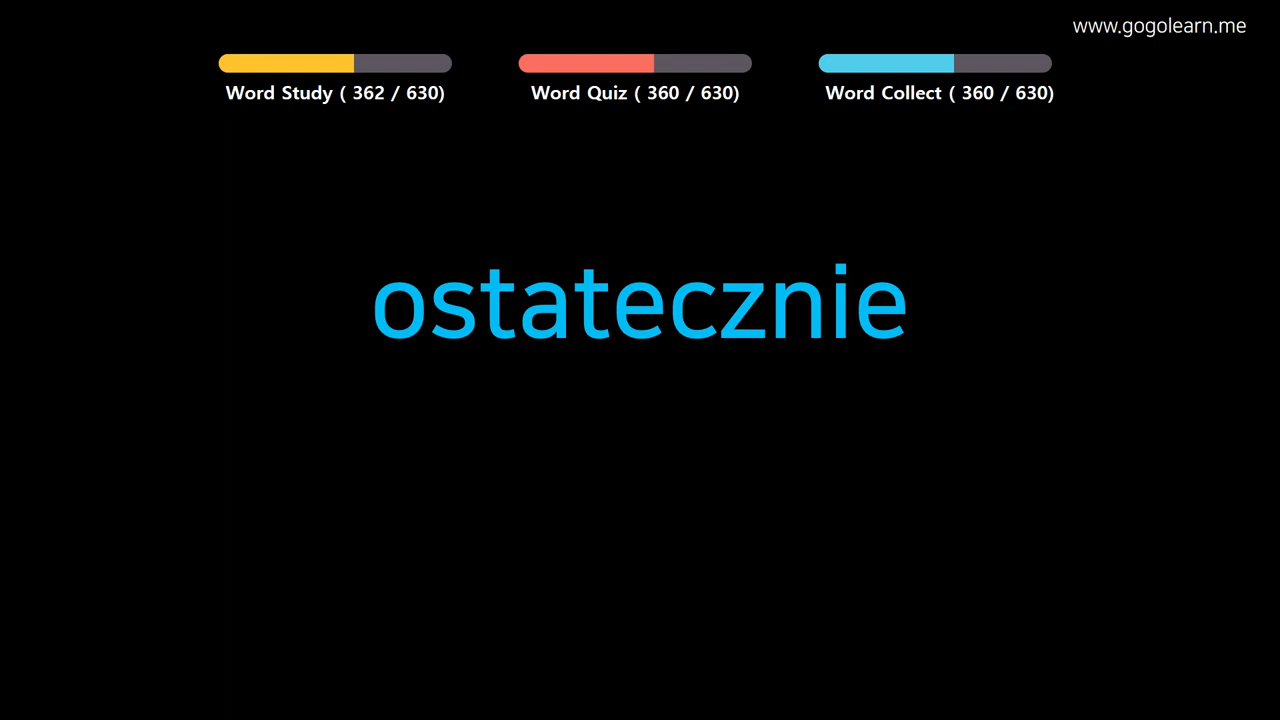 www.gogolearn.me
Word Study ( 362 / 630)
Word Quiz ( 360 / 630)
Word Collect ( 360 / 630)
ostatecznie